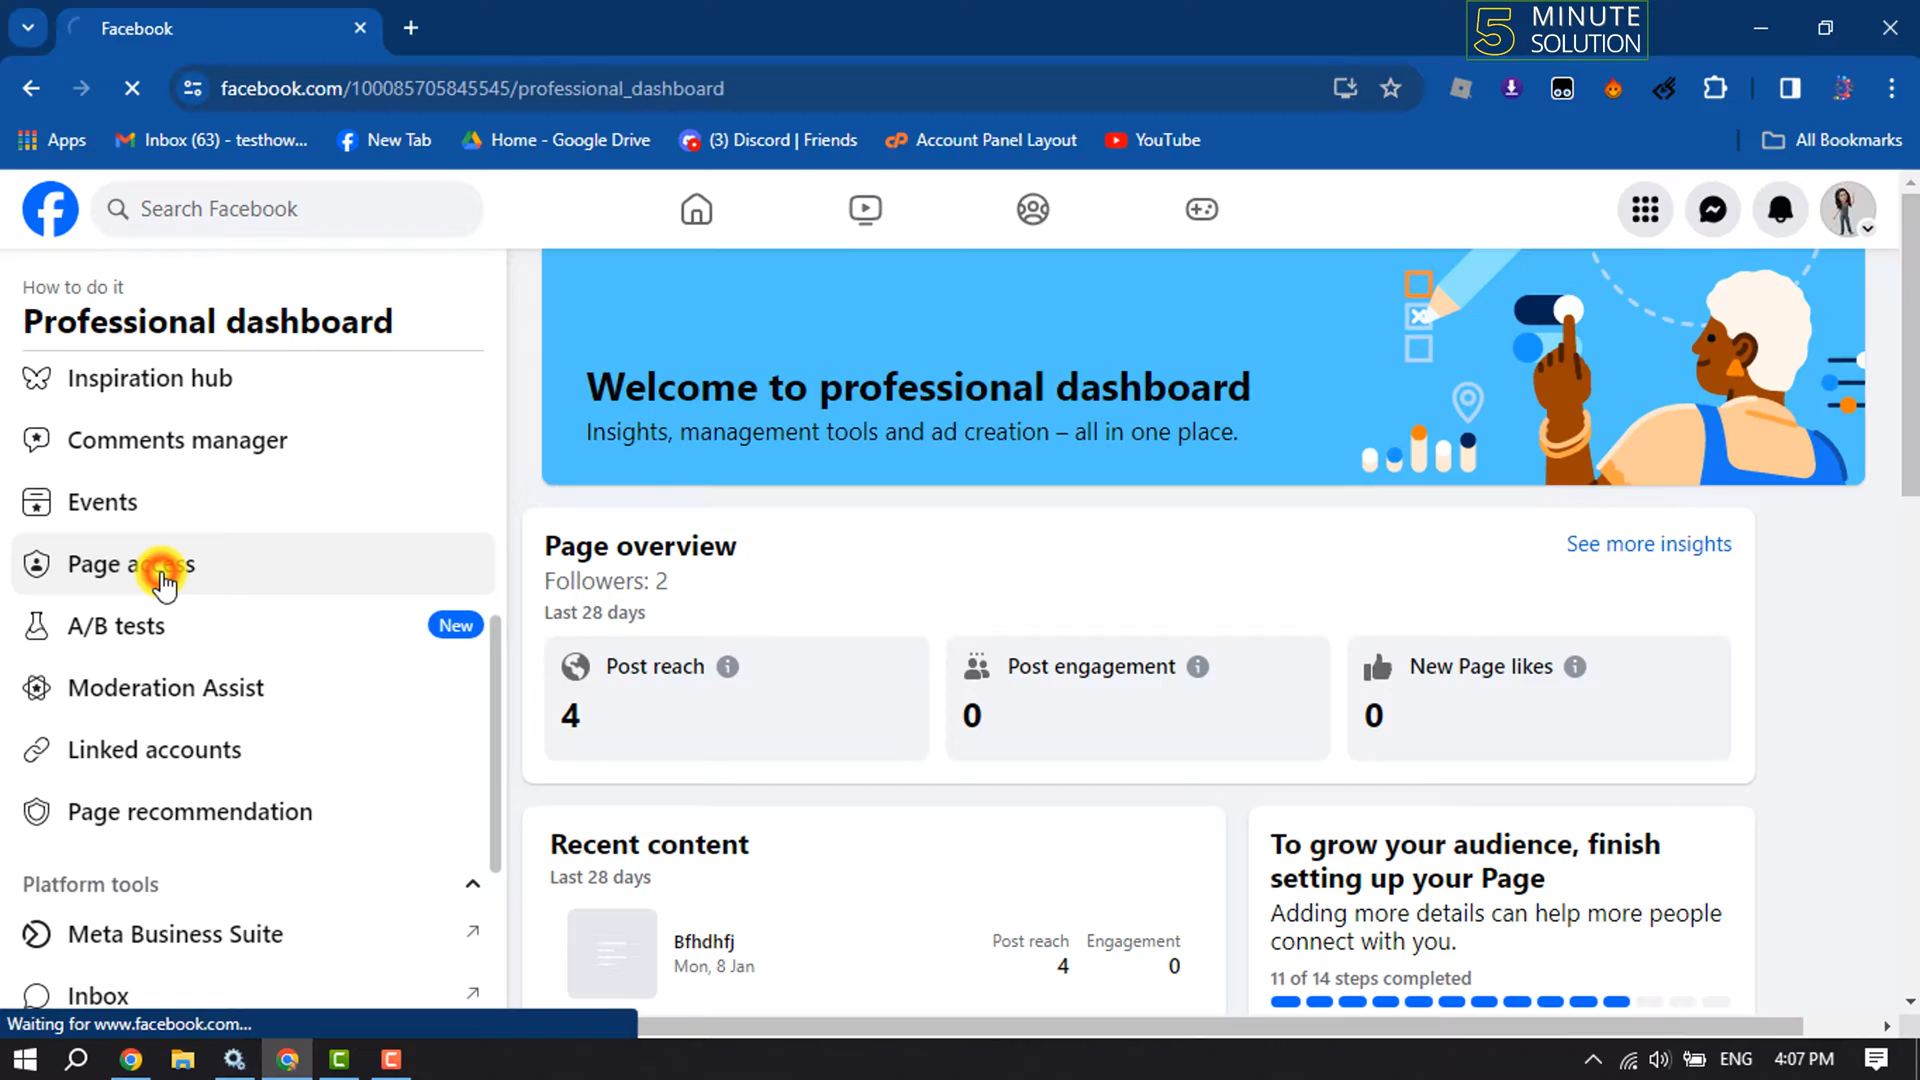 Facebook
5 MINUTE
SOLUTION
facebook.com/100085705845545/professional_dashboard
Apps
Inbox (63) - testhow...
New Tab
Home - Google Drive
(3) Discord | Friends
Account Panel Layout
YouTube
All Bookmarks
Search Facebook
How to do it
Professional dashboard
Inspiration hub
Comments manager
Events
Page access
A/B tests
New
Moderation Assist
Linked accounts
Page recommendation
Platform tools
Meta Business Suite
Inbox
Waiting for www.facebook.com...
Welcome to professional dashboard
Insights, management tools and ad creation – all in one place.
Page overview
See more insights
Followers: 2
Last 28 days
Post reach
4
Post engagement
0
New Page likes
0
Recent content
Last 28 days
Bfhdhfj
Mon, 8 Jan
Post reach
4
Engagement
0
To grow your audience, finish
setting up your Page
Adding more details can help more people
connect with you.
11 of 14 steps completed
ENG
4:07 PM